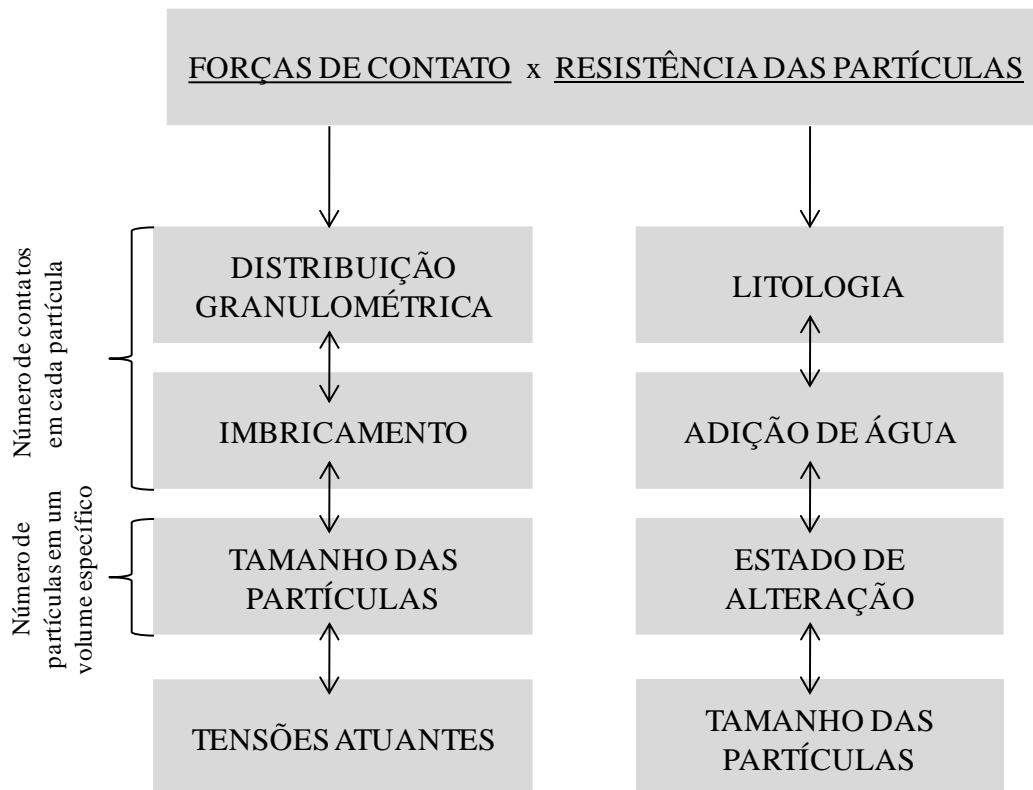 FORÇAS DE CONTATO x RESISTÊNCIA DAS PARTÍCULAS
Número de contatos
em cada partícula
DISTRIBUIÇÃO
GRANULOMÉTRICA
LITOLOGIA
IMBRICAMENTO
ADIÇÃO DE ÁGUA
Número de
partículas em um
volume específico
TAMANHO DAS
PARTÍCULAS
ESTADO DE
ALTERAÇÃO
TENSÕES ATUANTES
TAMANHO DAS
PARTÍCULAS